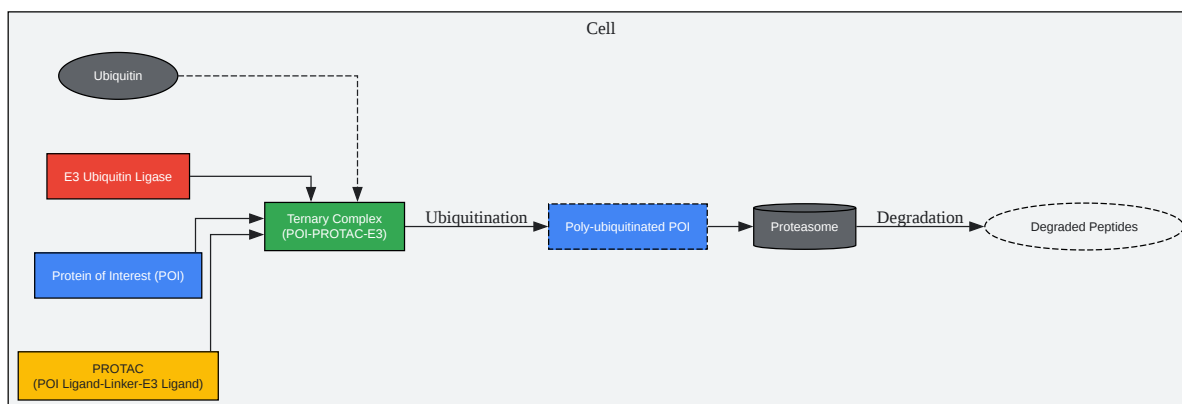 Cell
Ubiquitin
E3 Ubiquitin Ligase
Ternary Complex
(POI-PROTAC-E3)
Ubiquitination
Poly-ubiquitinated POI
Proteasome
Degradation
Degraded Peptides
Protein of Interest (POI)
PROTAC
(POI Ligand-Linker-E3 Ligand)